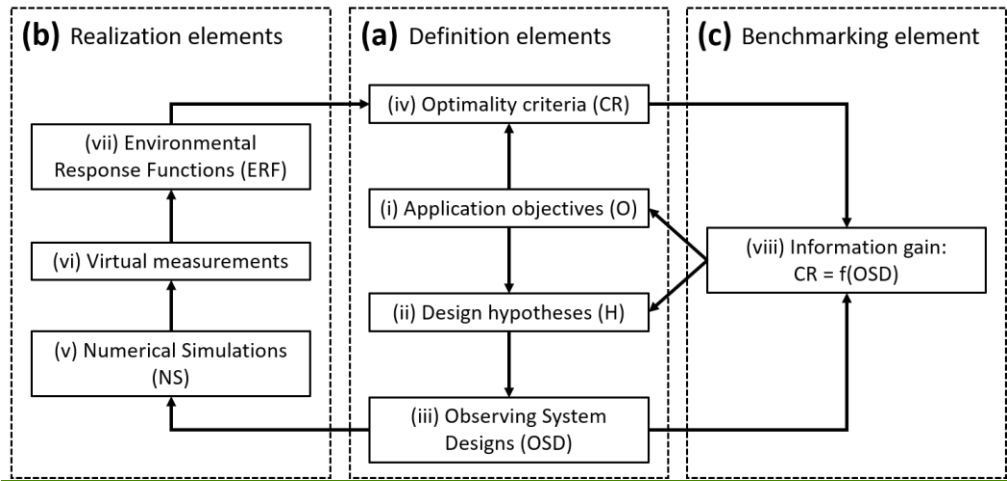 (b) Realization elements
(vii) Environmental
Response Functions (ERF)
(vi) Virtual measurements
(v) Numerical Simulations
(NS)
(a) Definition elements
(iv) Optimality criteria (CR)
(i) Application objectives (O)
(ii) Design hypotheses (H)
(iii) Observing System
Designs (OSD)
(c) Benchmarking element
(viii) Information gain:
CR = f(OSD)